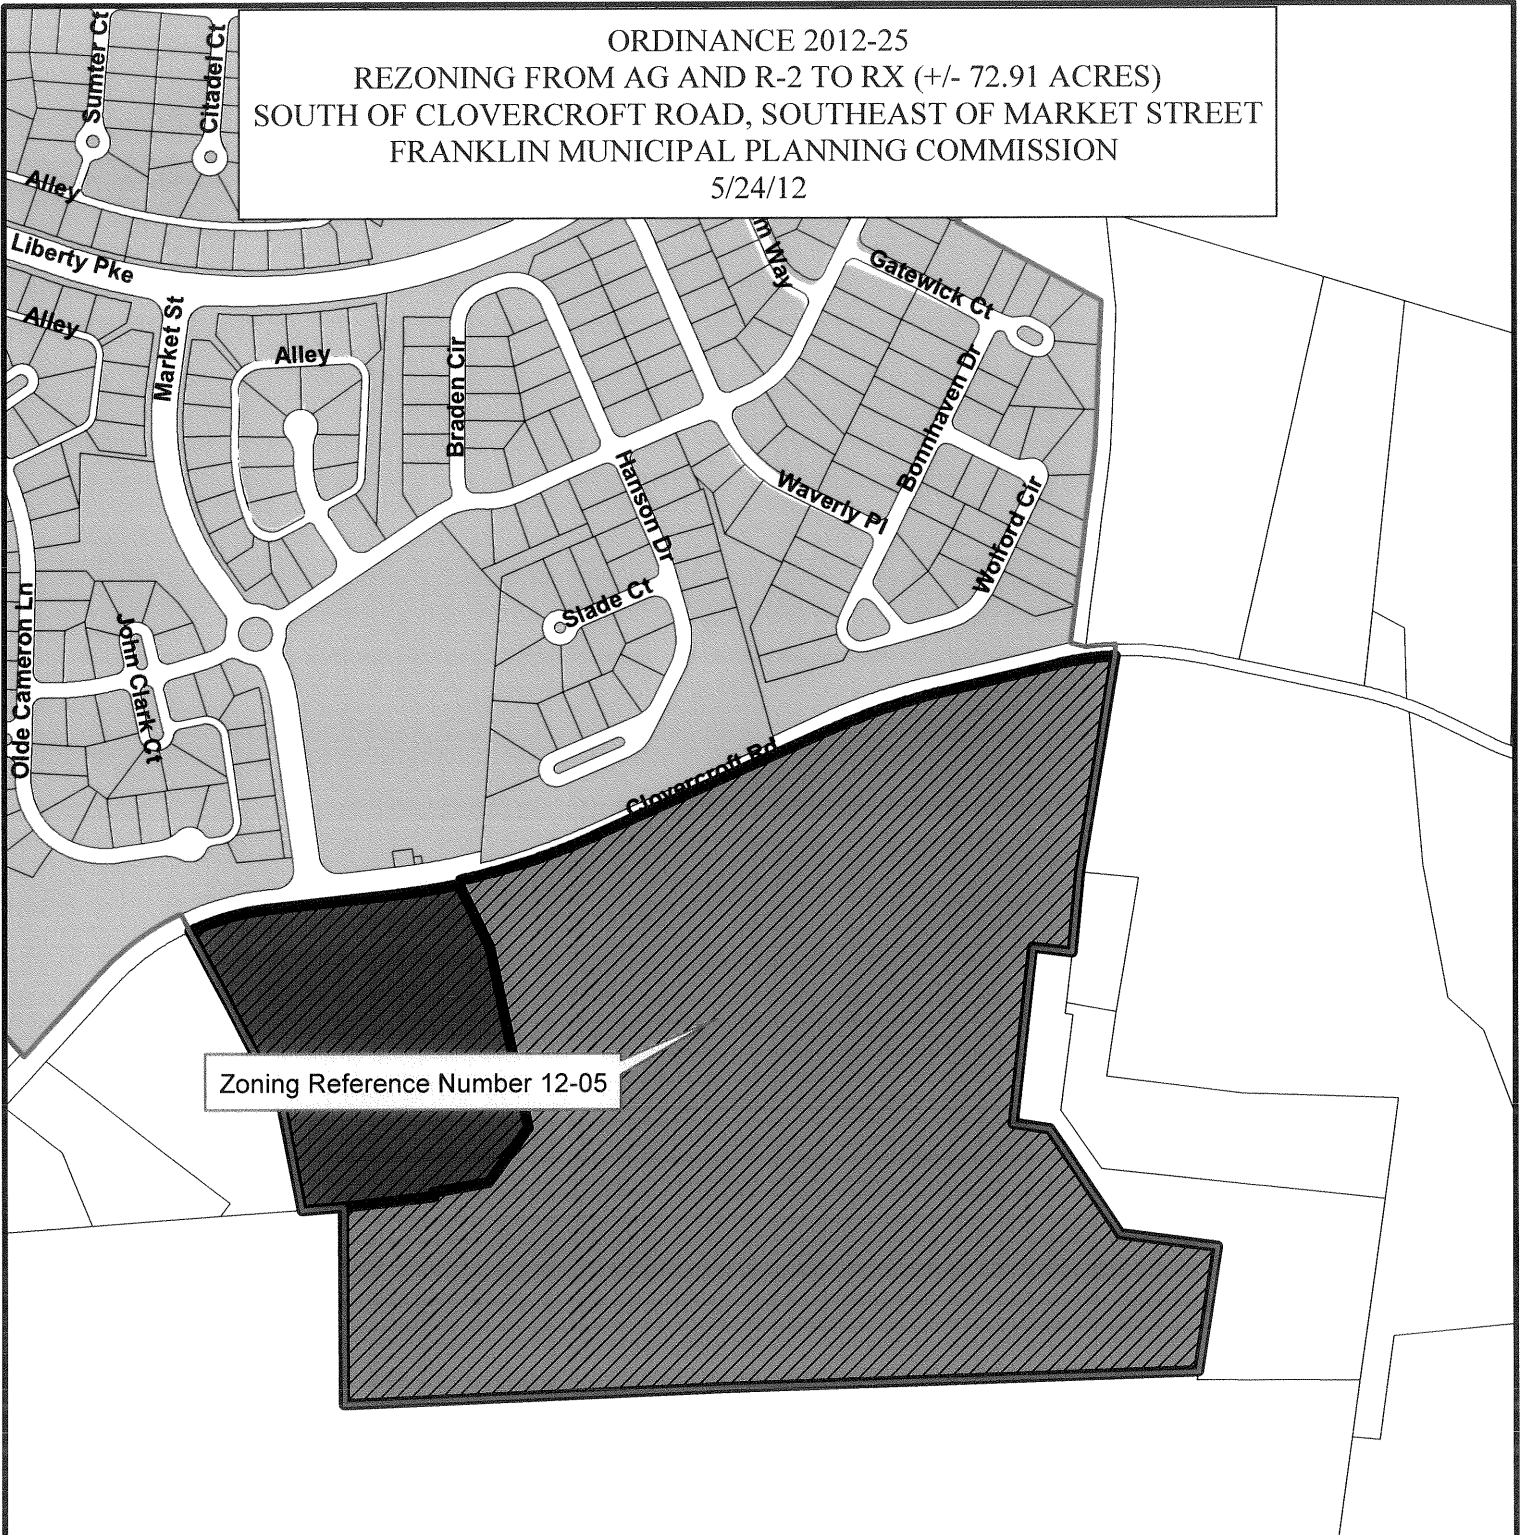 ORDINANCE 2012-25
REZONING FROM AG AND R-2 TO RX (+/- 72.91 ACRES)
SOUTH OF CLOVERCROFT ROAD, SOUTHEAST OF MARKET STREET
FRANKLIN MUNICIPAL PLANNING COMMISSION
5/24/12
Sumter Ct
Citadel Ct
Alley
Liberty Pke
Alley
Market St
Alley
Braden Cir
m Way
Gatewick Ct
Bonnhaven Dr
Hanson Dr
Waverly Pl
Wolford Cir
Slade Ct
Olde Cameron Ln
John Clark Ct
Clovercroft Rd
Zoning Reference Number 12-05